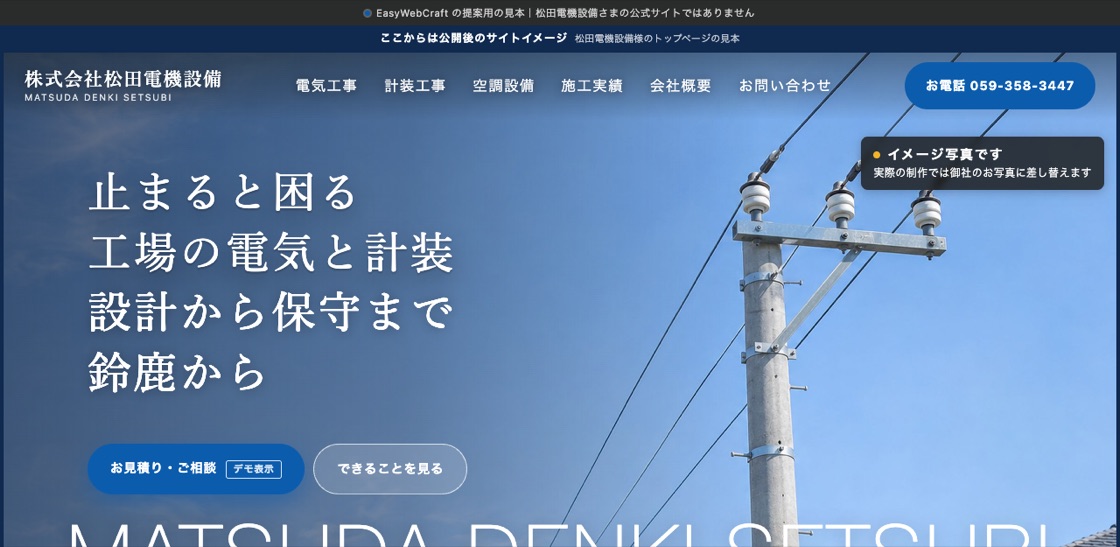 EasyWebCraft の提案用の見本｜松田電機設備さまの公式サイトではありません
ここからは公開後のサイトイメージ 松田電機設備様のトップページの見本
株式会社松田電機設備
MATSUDA DENKI SETSUBI
電気工事 計装工事 空調設備 施工実績 会社概要 お問い合わせ
お電話 059-358-3447
イメージ写真です
実際の制作では御社のお写真に差し替えます
止まると困る
工場の電気と計装
設計から保守まで
鈴鹿から
お見積り・ご相談 デモ表示
できることを見る
MATSUDA DENKI SETSUBI